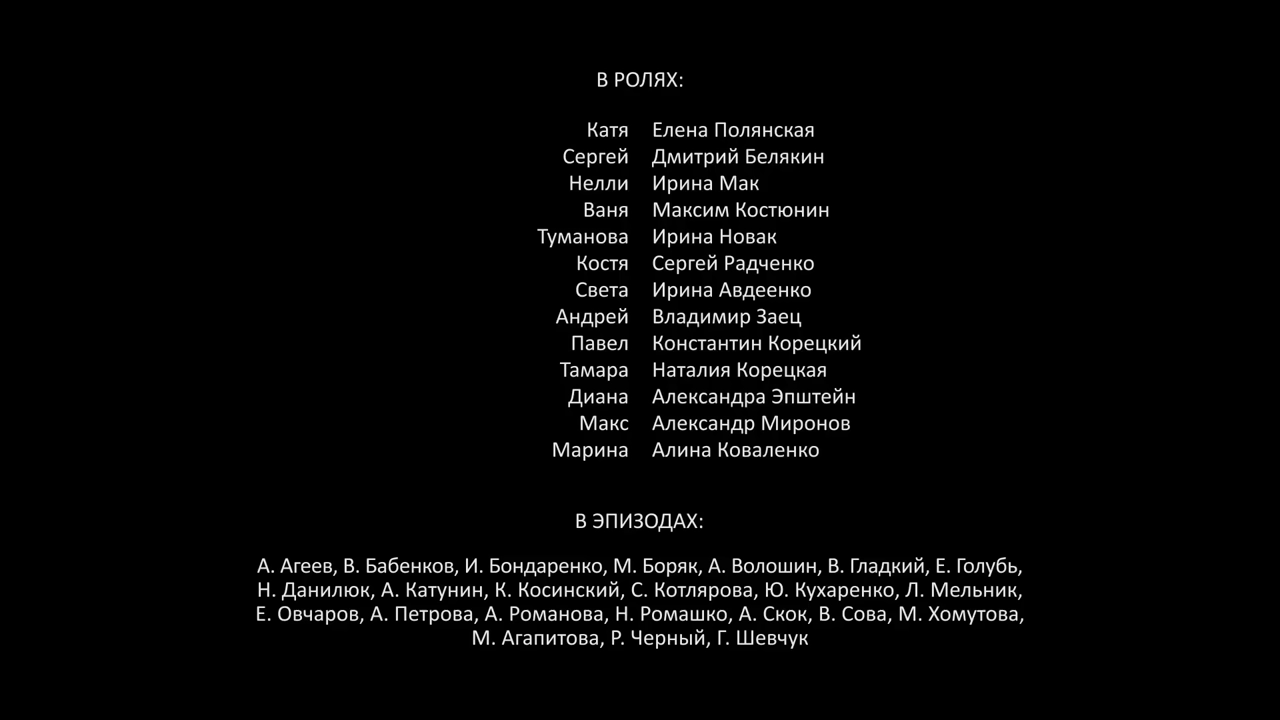 В РОЛЯХ:
Катя Елена Полянская
Сергей Дмитрий Белякин
Нелли Ирина Мак
Ваня Максим Костюнин
Туманова Ирина Новак
Костя Сергей Радченко
Света Ирина Авдеенко
Андрей Владимир Заец
Павел Константин Корецкий
Тамара Наталия Корецкая
Диана Александра Эпштейн
Макс Александр Миронов
Марина Алина Коваленко
В ЭПИЗОДАХ:
А. Агеев, В. Бабенков, И. Бондаренко, М. Боряк, А. Волошин, В. Гладкий, Е. Голубь,
Н. Данилюк, А. Катунин, К. Косинский, С. Котлярова, Ю. Кухаренко, Л. Мельник,
Е. Овчаров, А. Петрова, А. Романова, Н. Ромашко, А. Скок, В. Сова, М. Хомутова,
М. Агапитова, Р. Черный, Г. Шевчук